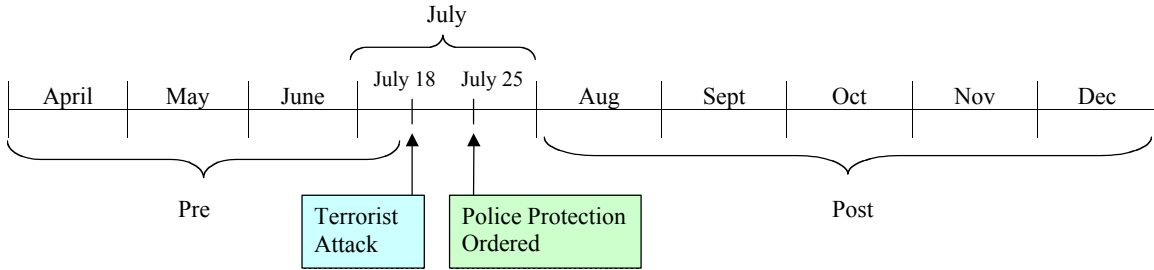 July
July 18 July 25
April May June Aug Sept Oct Nov Dec
Pre
Terrorist
Attack
Police Protection
Ordered
Post